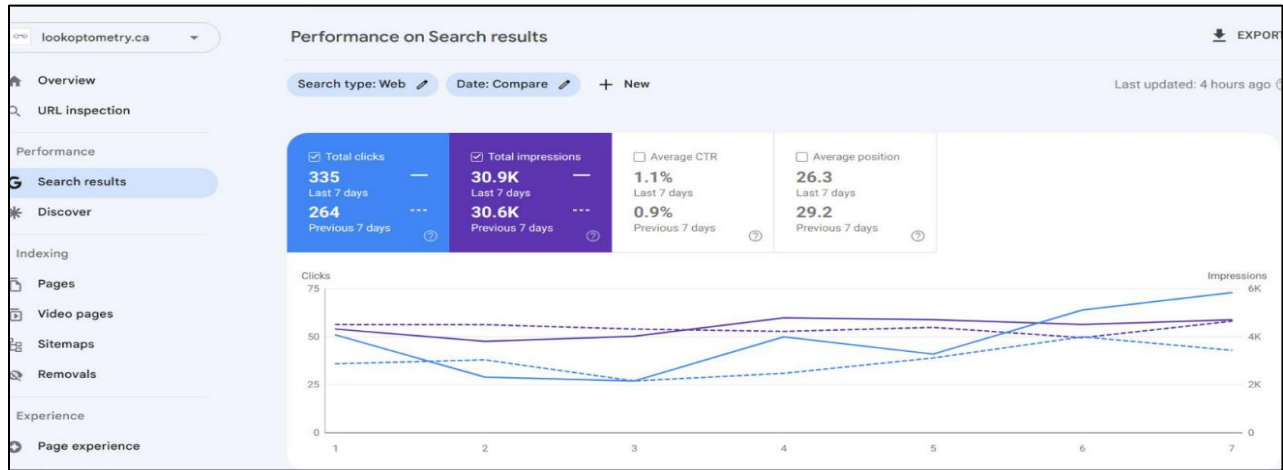 lookoptometry.ca
Overview
URL inspection
Performance
Search results
Discover
Indexing
Pages
Video pages
Sitemaps
Removals
Experience
Page experience
Performance on Search results
EXPORT
Search type: Web
Date: Compare
+ New
Last updated: 4 hours ago
Total clicks
335
Last 7 days
264
Previous 7 days
Total impressions
30.9K
Last 7 days
30.6K
Previous 7 days
Average CTR
1.1%
Last 7 days
0.9%
Previous 7 days
Average position
26.3
Last 7 days
29.2
Previous 7 days
Clicks
Impressions
75
50
25
0
6K
4K
2K
0
1 2 3 4 5 6 7